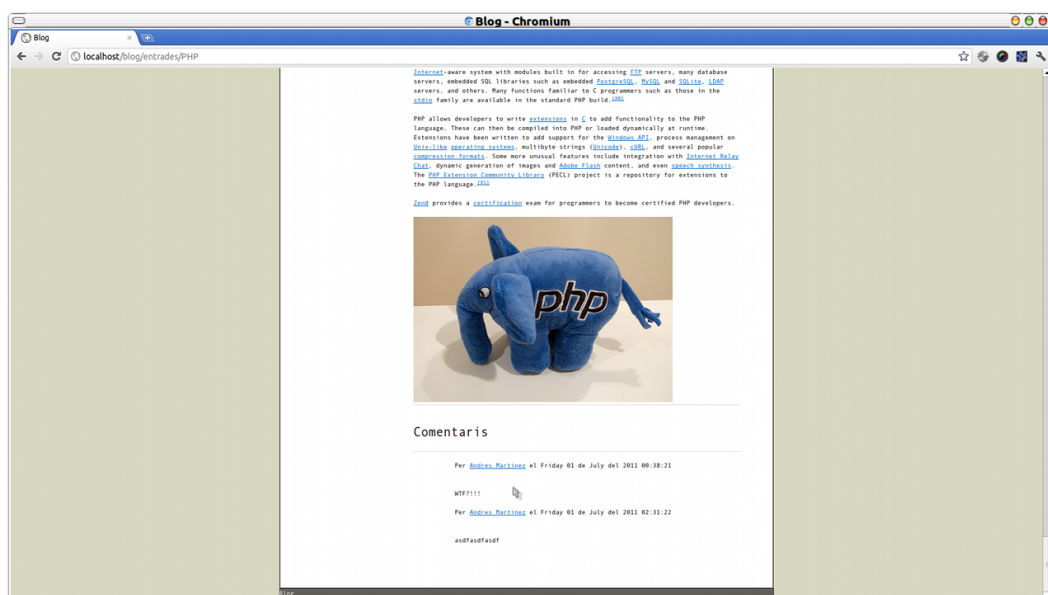 Blog - Chromium
Blog
localhost/blog/entrades/PHP
Internet-aware system with modules built in for accessing FTP servers, many database
servers, embedded SQL libraries such as embedded PostgreSQL, MySQL and SQLite, LDAP
servers, and others. Many functions familiar to C programmers such as those in the
stdio family are available in the standard PHP build.
PHP allows developers to write extensions in C to add functionality to the PHP
language. These can then be compiled into PHP or loaded dynamically at runtime.
Extensions have been written to add support for the Windows API, process management on
Unix-like operating systems, multibyte strings (Unicode), cURL, and several popular
compression formats. Some more unusual features include integration with Internet Relay
Chat, dynamic generation of images and Adobe Flash content, and even speech synthesis.
The PHP Extension Community Library (PECL) project is a repository for extensions to
the PHP language.
Zend provides a certification exam for programmers to become certified PHP developers.
php
Comentaris
Per Andres Martinez el Friday 01 de July del 2011 00:38:21
WTF?!!!
Per Andres Martinez el Friday 01 de July del 2011 02:31:22
asdfasdfasdf
Blog